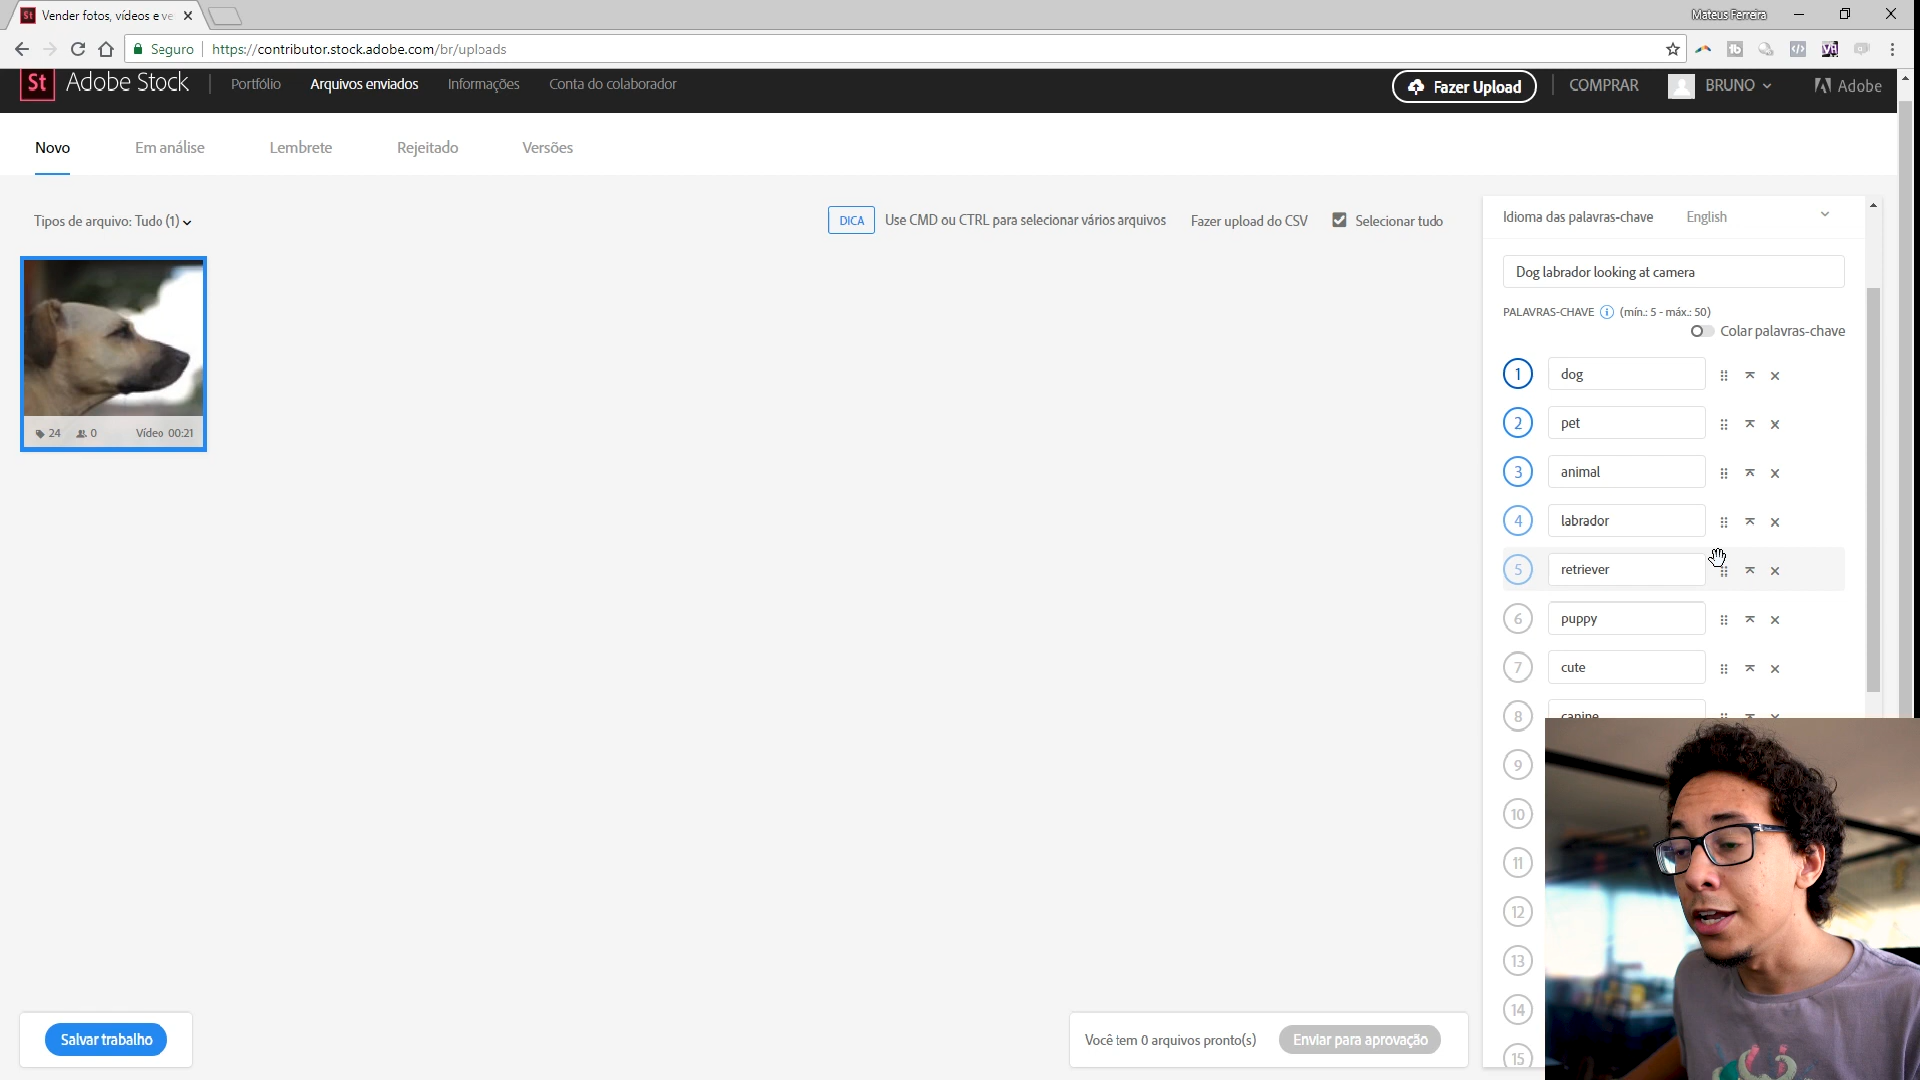 St Vender fotos, vídeos e ve
Mateus Ferreira
Seguro https://contributor.stock.adobe.com/br/uploads
St Adobe Stock Portfólio Arquivos enviados Informações Conta do colaborador Fazer Upload COMPRAR BRUNO Adobe
Novo Em análise Lembrete Rejeitado Versões
Tipos de arquivo: Tudo (1) DICA Use CMD ou CTRL para selecionar vários arquivos Fazer upload do CSV Selecionar tudo
24 0 Vídeo 00:21
Idioma das palavras-chave English
Dog labrador looking at camera
PALAVRAS-CHAVE i (mín.: 5 - máx.: 50)
Colar palavras-chave
1 dog
2 pet
3 animal
4 labrador
5 retriever
6 puppy
7 cute
8 canine
9
10
11
12
13
14
15
Salvar trabalho
Você tem 0 arquivos pronto(s) Enviar para aprovação